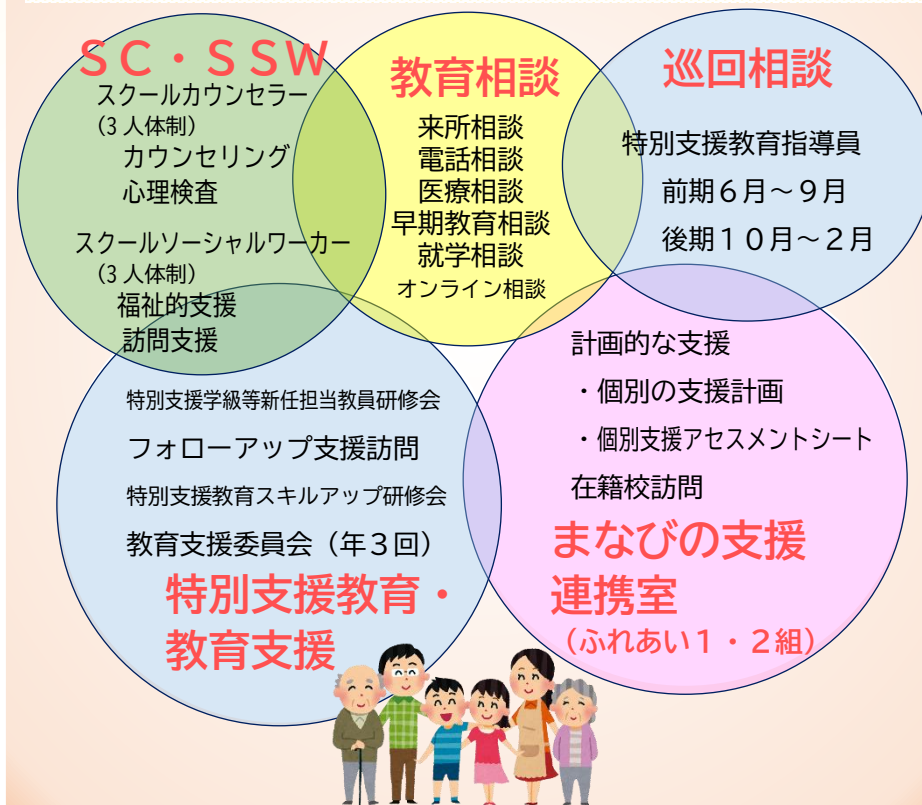 SC・SSW
スクールカウンセラー
(3人体制)
カウンセリング
心理検査
スクールソーシャルワーカー
(3人体制)
福祉的支援
訪問支援
教育相談
来所相談
電話相談
医療相談
早期教育相談
就学相談
オンライン相談
巡回相談
特別支援教育指導員
前期6月~9月
後期10月~2月
特別支援学級等新任担当教員研修会
フォローアップ支援訪問
特別支援教育スキルアップ研修会
教育支援委員会(年3回)
特別支援教育・
教育支援
計画的な支援
・個別の支援計画
・個別支援アセスメントシート
在籍校訪問
まなびの支援
連携室
(ふれあい1・2組)